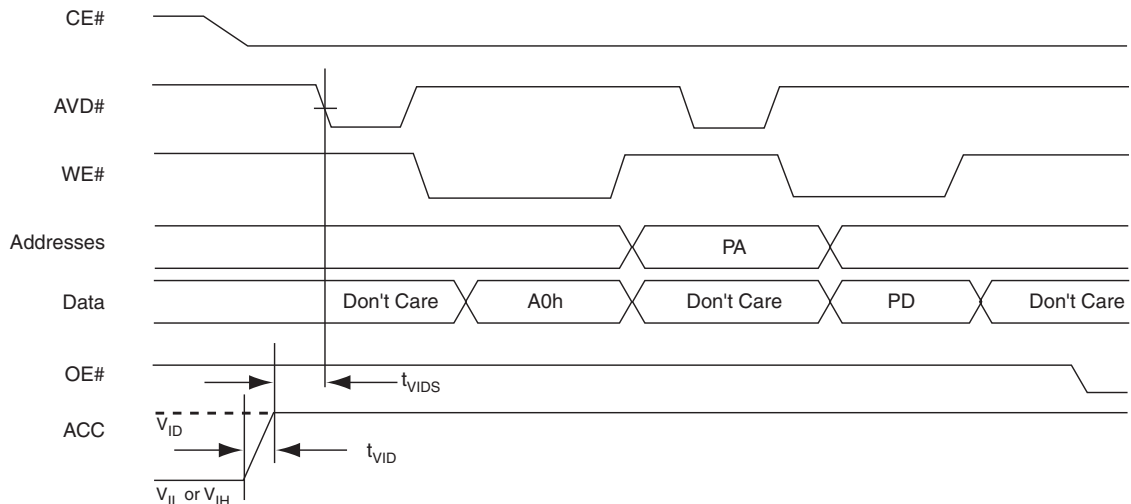 CE#
AVD#
WE#
Addresses
PA
Data
Don't Care
A0h
Don't Care
PD
Don't Care
OE#
tVIDS
VID
ACC
tVID
VIL or VIH